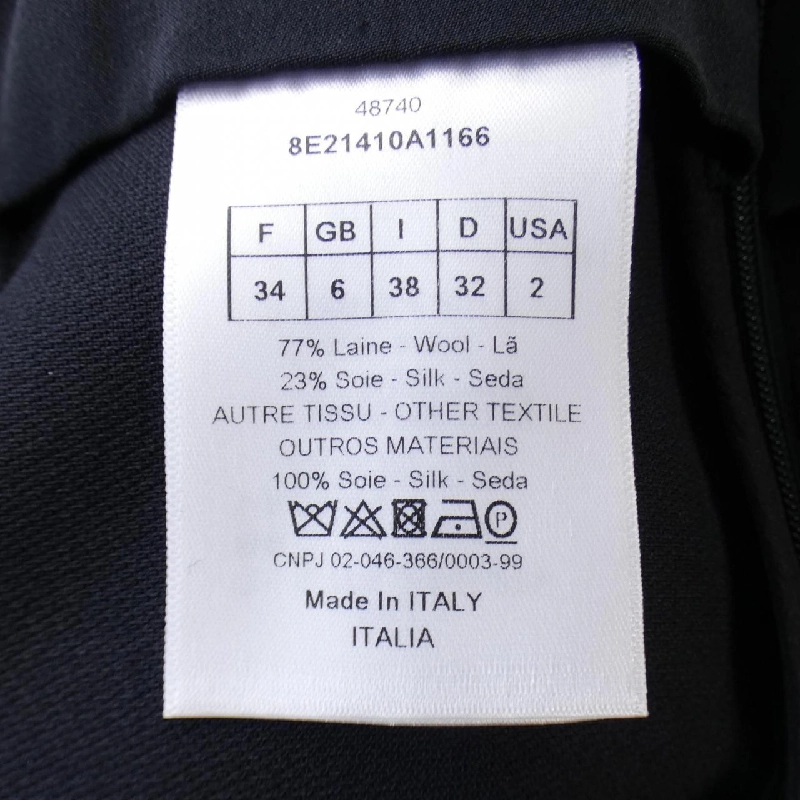 48740
8E21410A1166
F GB I D USA
34 6 38 32 2
77% Laine - Wool - Lã
23% Soie - Silk - Seda
AUTRE TISSU - OTHER TEXTILE
OUTROS MATERIAIS
100% Soie - Silk - Seda
P
CNPJ 02-046-366/0003-99
Made In ITALY
ITALIA